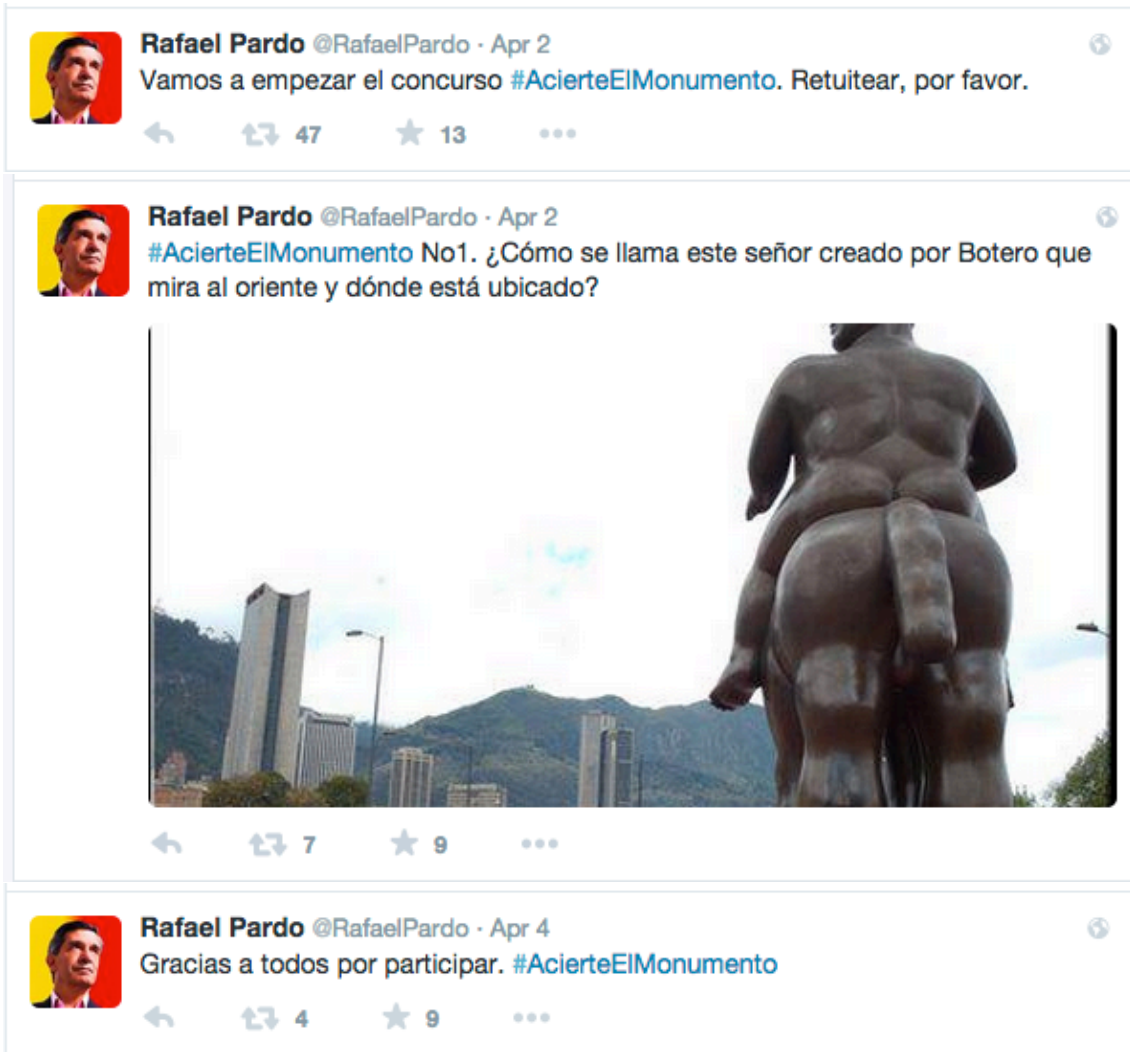 Rafael Pardo @RafaelPardo · Apr 2
Vamos a empezar el concurso #AcierteElMonumento. Retuitear, por favor.
47 13
Rafael Pardo @RafaelPardo · Apr 2
#AcierteElMonumento No1. ¿Cómo se llama este señor creado por Botero que
mira al oriente y dónde está ubicado?
7 9
Rafael Pardo @RafaelPardo · Apr 4
Gracias a todos por participar. #AcierteElMonumento
4 9